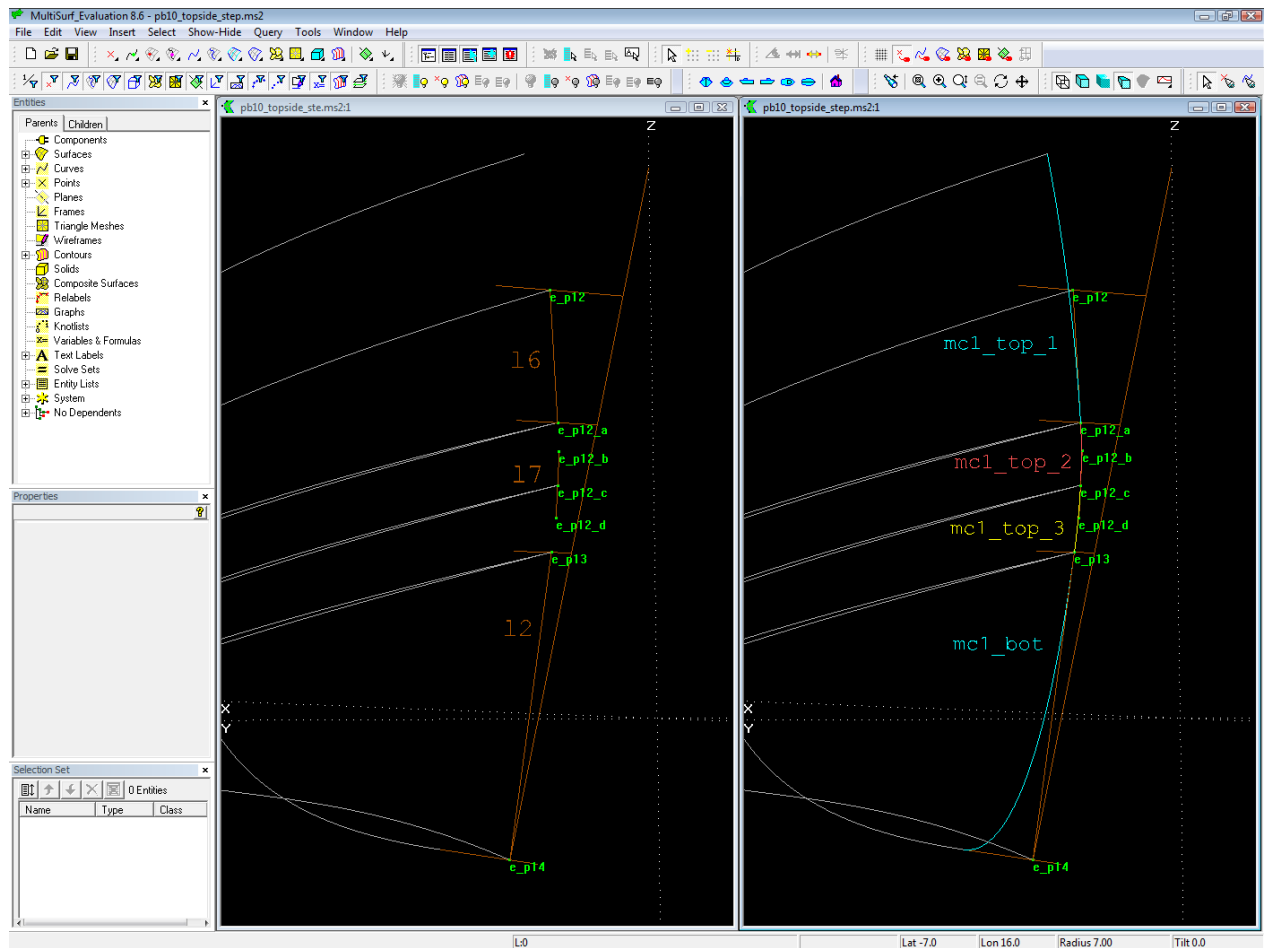 MultiSurf_Evaluation 8.6 - pb10_topside_step.ms2
File Edit View Insert Select Show-Hide Query Tools Window Help
Entities
Parents Children
Components
Surfaces
Curves
Points
Planes
Frames
Triangle Meshes
Wireframes
Contours
Solids
Composite Surfaces
Relabels
Graphs
Knotlists
Variables & Formulas
Text Labels
Solve Sets
Entity Lists
System
No Dependents
Properties
Selection Set
0 Entities
Name Type Class
pb10_topside_ste.ms2:1
Z
e_p12
l6
e_p12_a
e_p12_b
l7
e_p12_c
e_p12_d
e_p13
l2
X
Y
e_p14
pb10_topside_step.ms2:1
Z
e_p12
mc1_top_1
e_p12_a
e_p12_b
mc1_top_2
e_p12_c
mc1_top_3
e_p12_d
e_p13
mc1_bot
X
Y
e_p14
L:0
Lat -7.0 Lon 16.0 Radius 7.00 Tilt 0.0